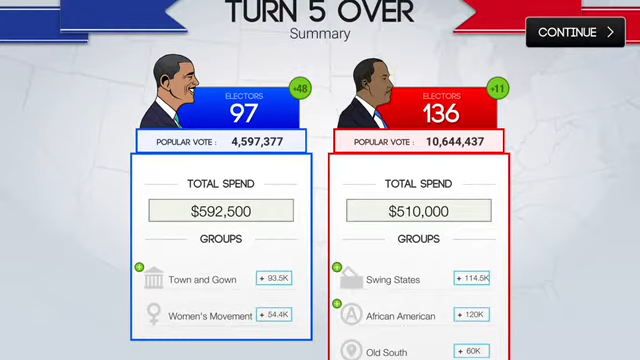 TURN 5 OVER
Summary
CONTINUE
ELECTORS
97
+48
POPULAR VOTE : 4,597,377
TOTAL SPEND
$592,500
GROUPS
Town and Gown + 93.5K
Women's Movement + 54.4K
ELECTORS
136
+11
POPULAR VOTE : 10,644,437
TOTAL SPEND
$510,000
GROUPS
Swing States + 114.5K
African American + 120K
Old South + 60K